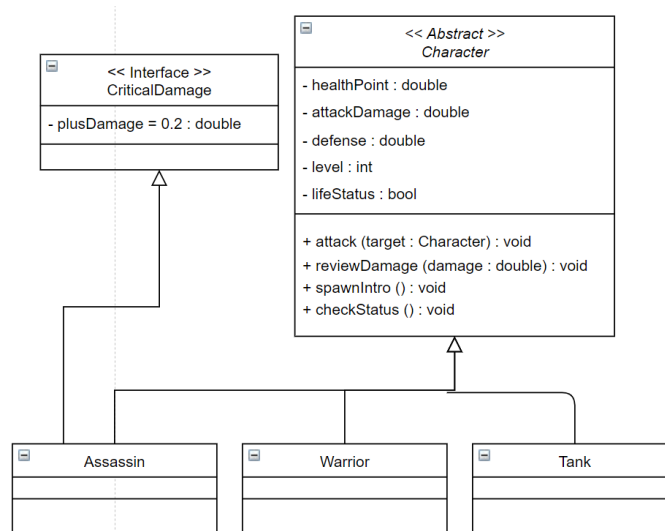 << Interface >>
CriticalDamage
- plusDamage = 0.2 : double
<< Abstract >>
Character
- healthPoint : double
- attackDamage : double
- defense : double
- level : int
- lifeStatus : bool
+ attack (target : Character) : void
+ reviewDamage (damage : double) : void
+ spawnIntro () : void
+ checkStatus () : void
Assassin
Warrior
Tank